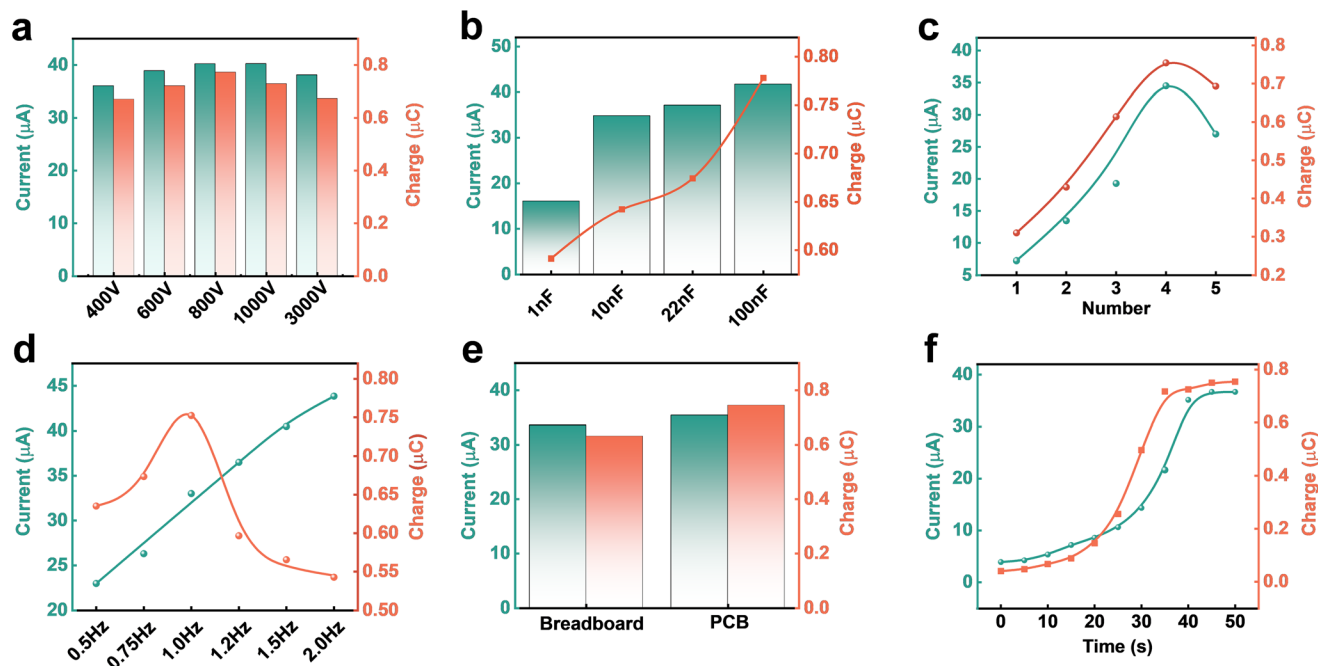 a
Current (μA)
40
30
20
10
0
400V
600V
800V
1000V
3000V
0.8
0.6
0.4
0.2
0.0
Charge (μC)
b
Current (μA)
50
40
30
20
10
0
1nF
10nF
22nF
100nF
0.80
0.75
0.70
0.65
0.60
Charge (μC)
c
Current (μA)
40
35
30
25
20
15
10
5
1 2 3 4 5
Number
0.8
0.7
0.6
0.5
0.4
0.3
0.2
Charge (μC)
d
Current (μA)
45
40
35
30
25
20
0.5Hz
0.75Hz
1.0Hz
1.2Hz
1.5Hz
2.0Hz
0.80
0.75
0.70
0.65
0.60
0.55
0.50
Charge (μC)
e
Current (μA)
40
30
20
10
0
Breadboard PCB
0.8
0.6
0.4
0.2
0.0
Charge (μC)
f
Current (μA)
40
30
20
10
0
0 10 20 30 40 50
Time (s)
0.8
0.6
0.4
0.2
0.0
Charge (μC)